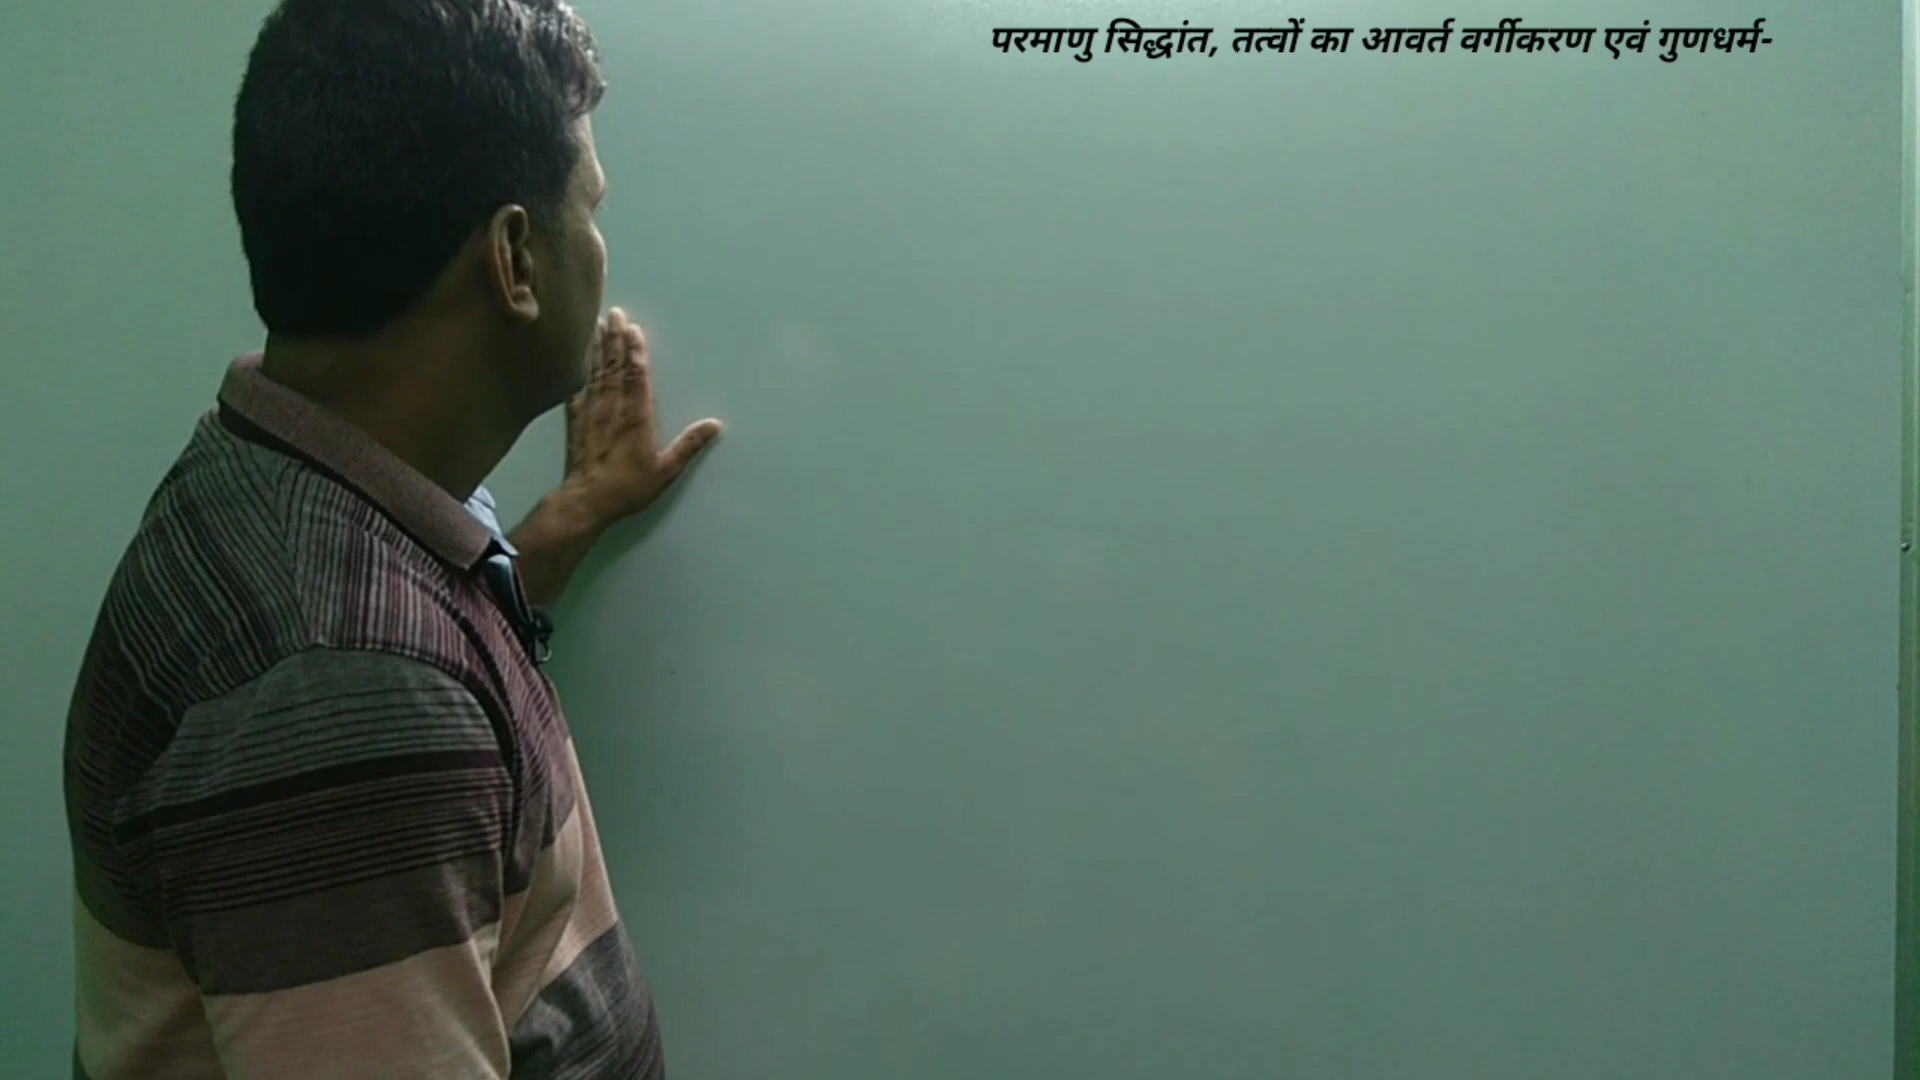 परमाणु सिद्धांत, तत्वों का आवर्त वर्गीकरण एवं गुणधर्म-